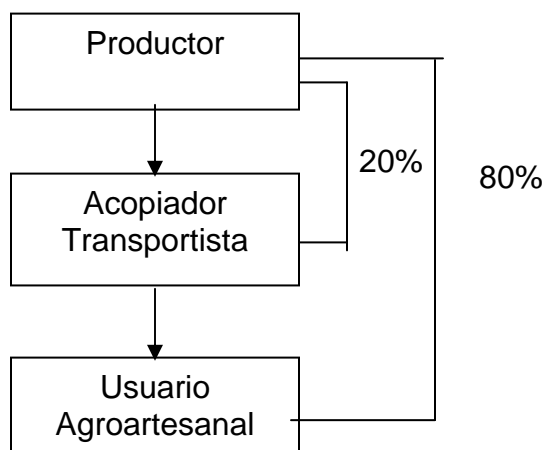 Productor
20%
80%
Acopiador
Transportista
Usuario
Agroartesanal